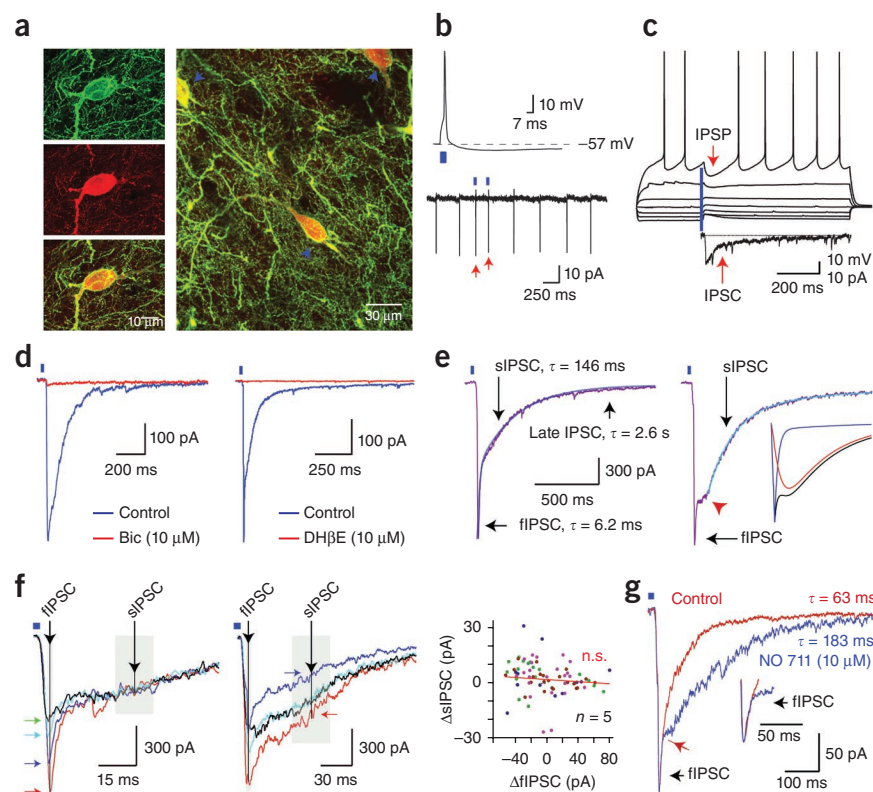 a
10 μm
30 μm
b
10 mV
7 ms
−57 mV
10 pA
250 ms
c
IPSP
10 mV
10 pA
200 ms
IPSC
d
100 pA
200 ms
Control
Bic (10 μM)
100 pA
250 ms
Control
DHβE (10 μM)
e
sIPSC, τ = 146 ms
Late IPSC, τ = 2.6 s
300 pA
500 ms
fIPSC, τ = 6.2 ms
sIPSC
fIPSC
f
fIPSC
sIPSC
300 pA
15 ms
fIPSC
sIPSC
300 pA
30 ms
ΔsIPSC (pA)
30
0
−30
n.s.
n = 5
−40 0 40 80
ΔfIPSC (pA)
g
Control
τ = 63 ms
τ = 183 ms
NO 711 (10 μM)
fIPSC
50 ms
fIPSC
50 pA
100 ms